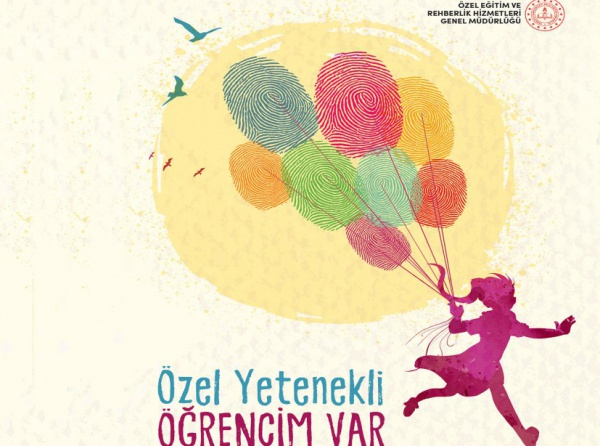 ÖZEL EĞİTİM VE
REHBERLİK HİZMETLERİ
GENEL MÜDÜRLÜĞÜ
Özel Yetenekli
ÖĞRENCİM VAR